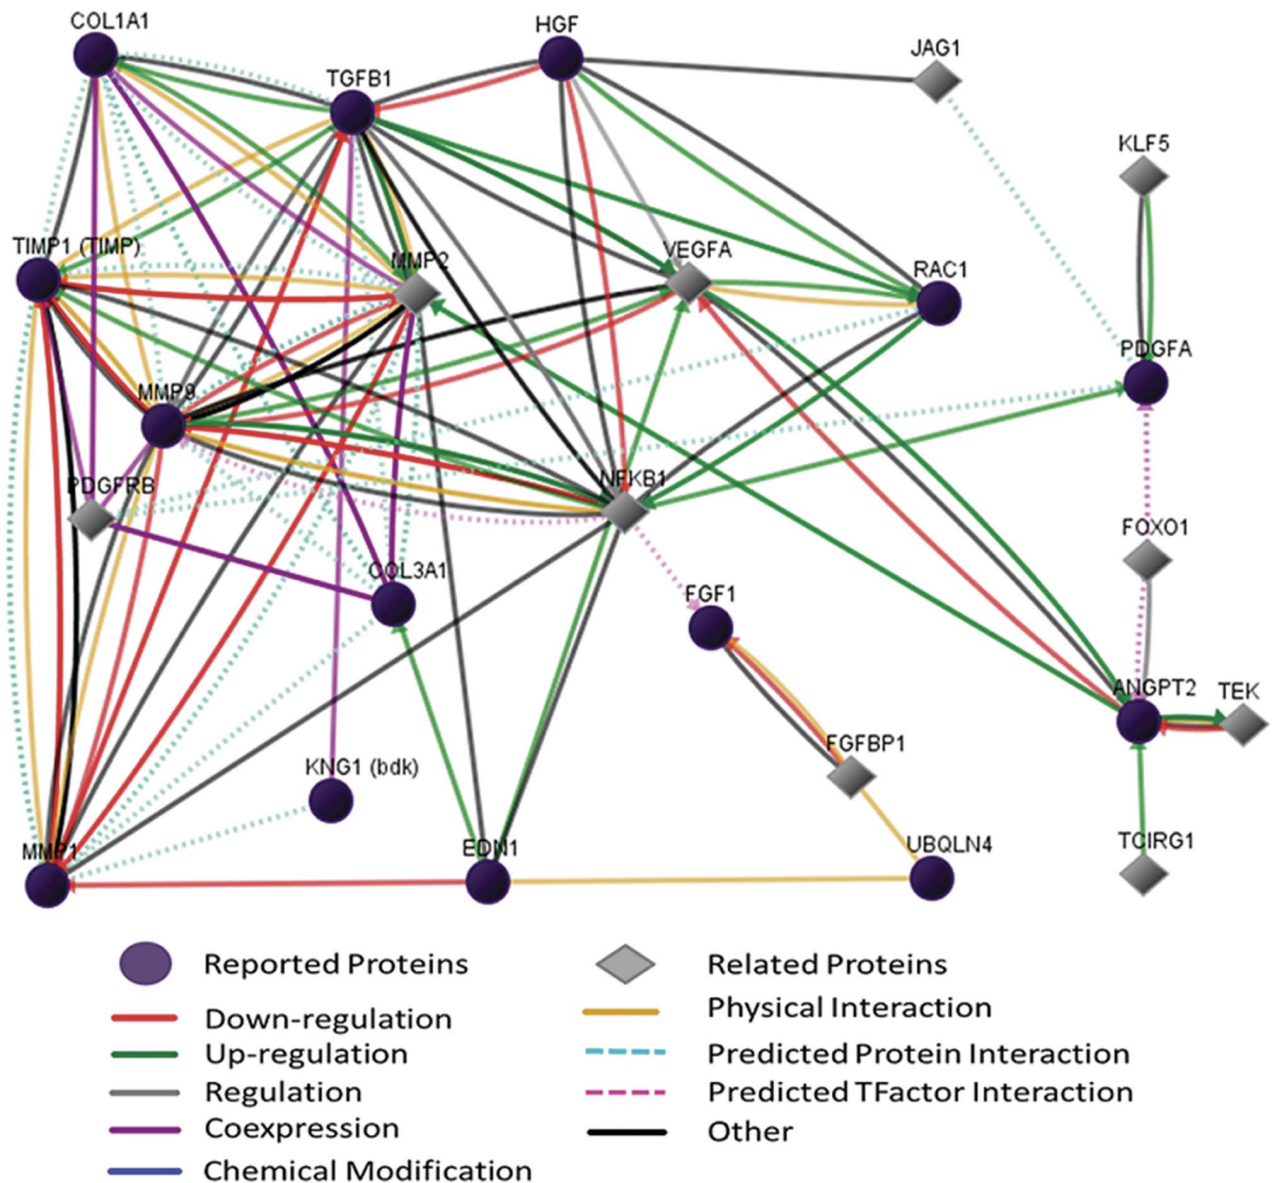 COL1A1
HGF
JAG1
TGFB1
KLF5
TIMP1 (TIMP)
MMP2
VEGFA
RAC1
PDGFA
MMP9
PDGFRB
NFKB1
FOXO1
COL3A1
FGF1
ANGPT2
TEK
KNG1 (bdk)
FGFBP1
MMP1
EDN1
UBQLN4
TCIRG1
Reported Proteins
Related Proteins
Down-regulation
Physical Interaction
Up-regulation
Predicted Protein Interaction
Regulation
Predicted TFactor Interaction
Coexpression
Other
Chemical Modification